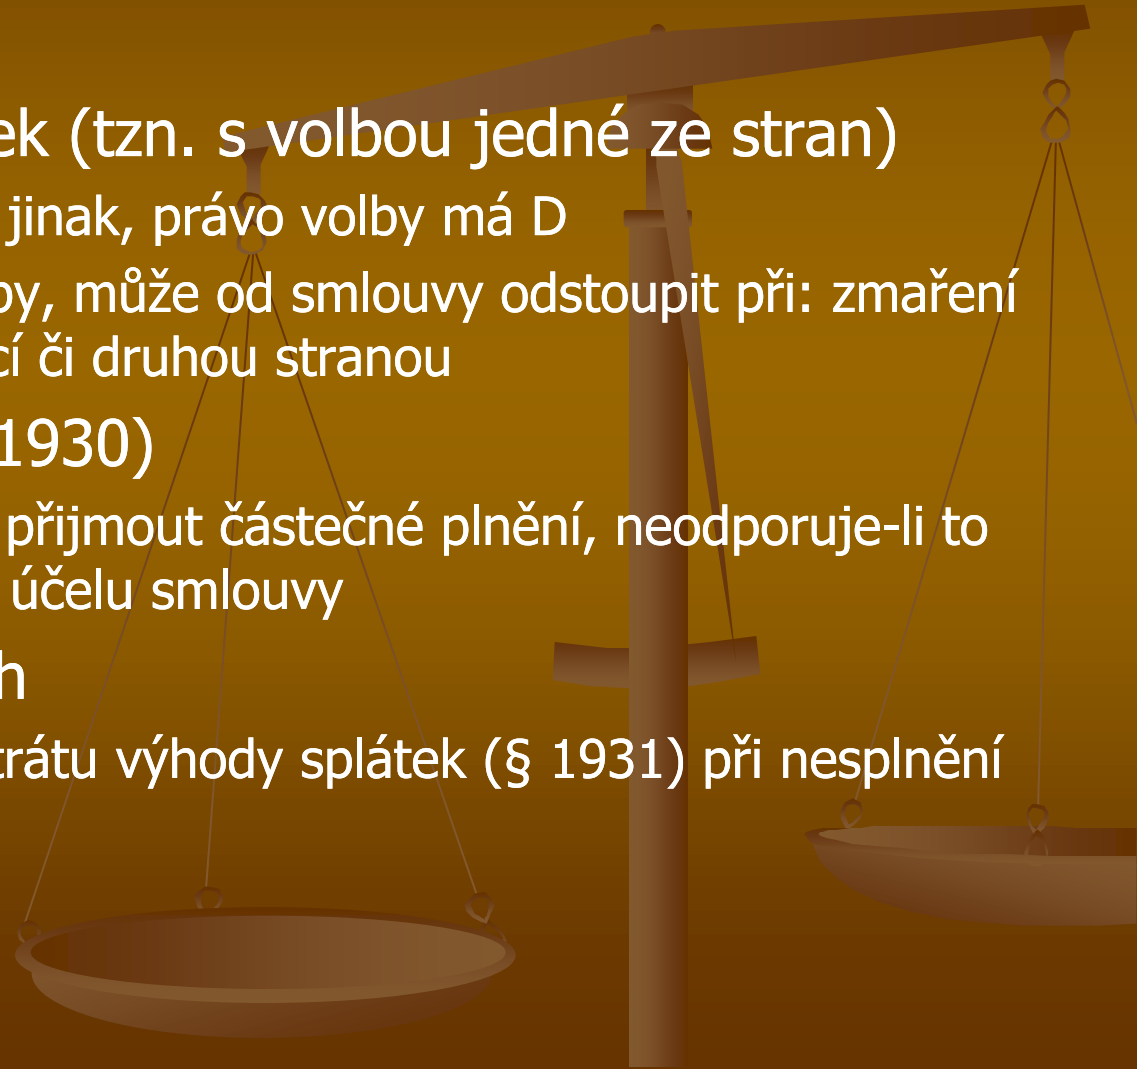 ek (tzn. s volbou jedné ze stran)
jinak, právo volby má D
by, může od smlouvy odstoupit při: zmaření
cí či druhou stranou
1930)
přijmout částečné plnění, neodporuje-li to
účelu smlouvy
h
trátu výhody splátek (§ 1931) při nesplnění